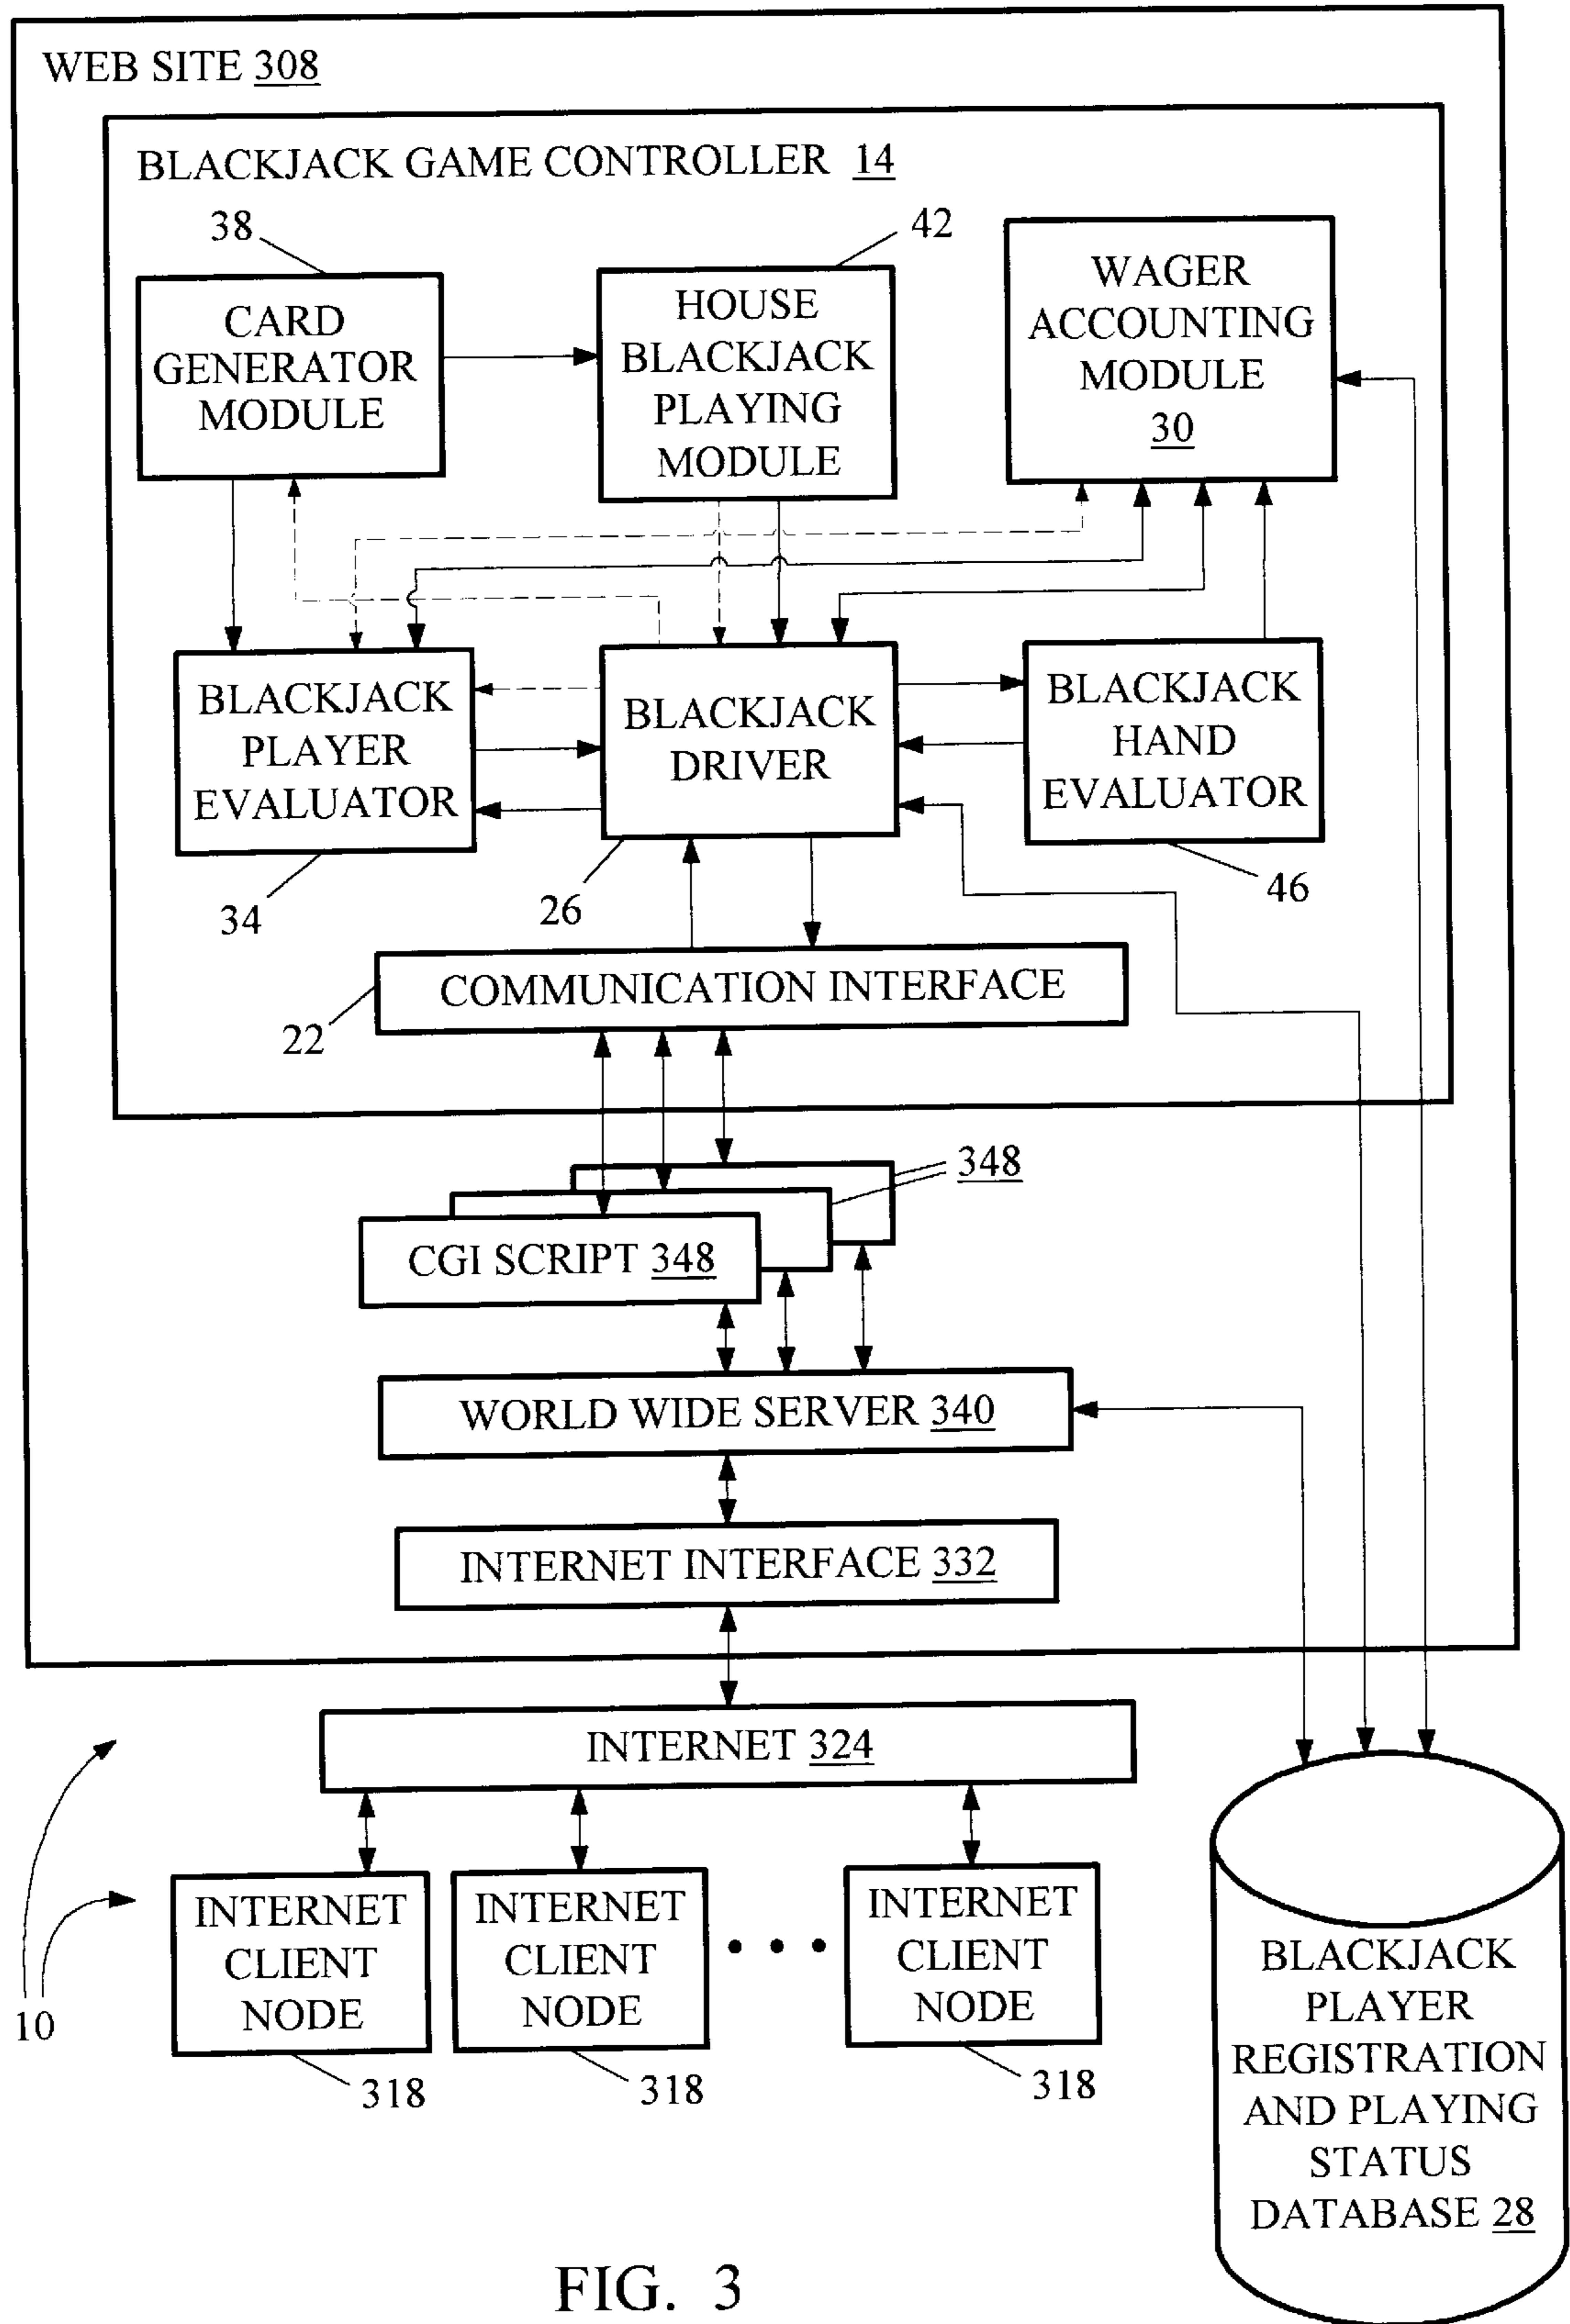 WEB SITE 308
BLACKJACK GAME CONTROLLER 14
38
42
CARD
GENERATOR
MODULE
HOUSE
BLACKJACK
PLAYING
MODULE
WAGER
ACCOUNTING
MODULE
30
BLACKJACK
PLAYER
EVALUATOR
BLACKJACK
DRIVER
BLACKJACK
HAND
EVALUATOR
34
26
46
COMMUNICATION INTERFACE
22
348
CGI SCRIPT 348
WORLD WIDE SERVER 340
INTERNET INTERFACE 332
INTERNET 324
INTERNET
CLIENT
NODE
INTERNET
CLIENT
NODE
INTERNET
CLIENT
NODE
10
318
318
318
BLACKJACK
PLAYER
REGISTRATION
AND PLAYING
STATUS
DATABASE 28
FIG. 3